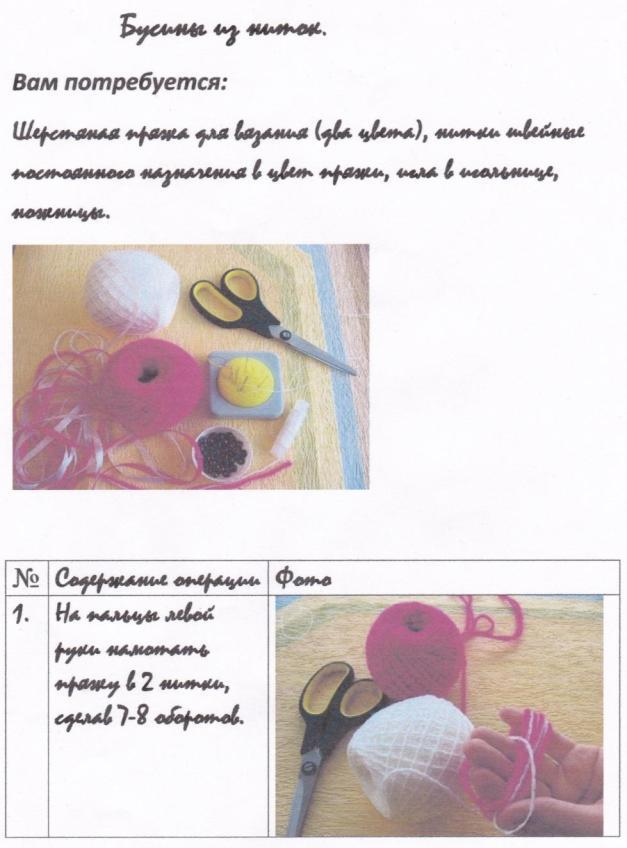 Бусины из ниток.
Вам потребуется:
Шерстяная пряжа для вязания (два цвета), нитки швейные
постоянного назначения в цвет пряжи, игла в игольнице,
ножницы.
№ Содержание операции Фото
1. На пальцы левой
руки намотать
пряжу в 2 нитки,
сделав 7-8 оборотов.